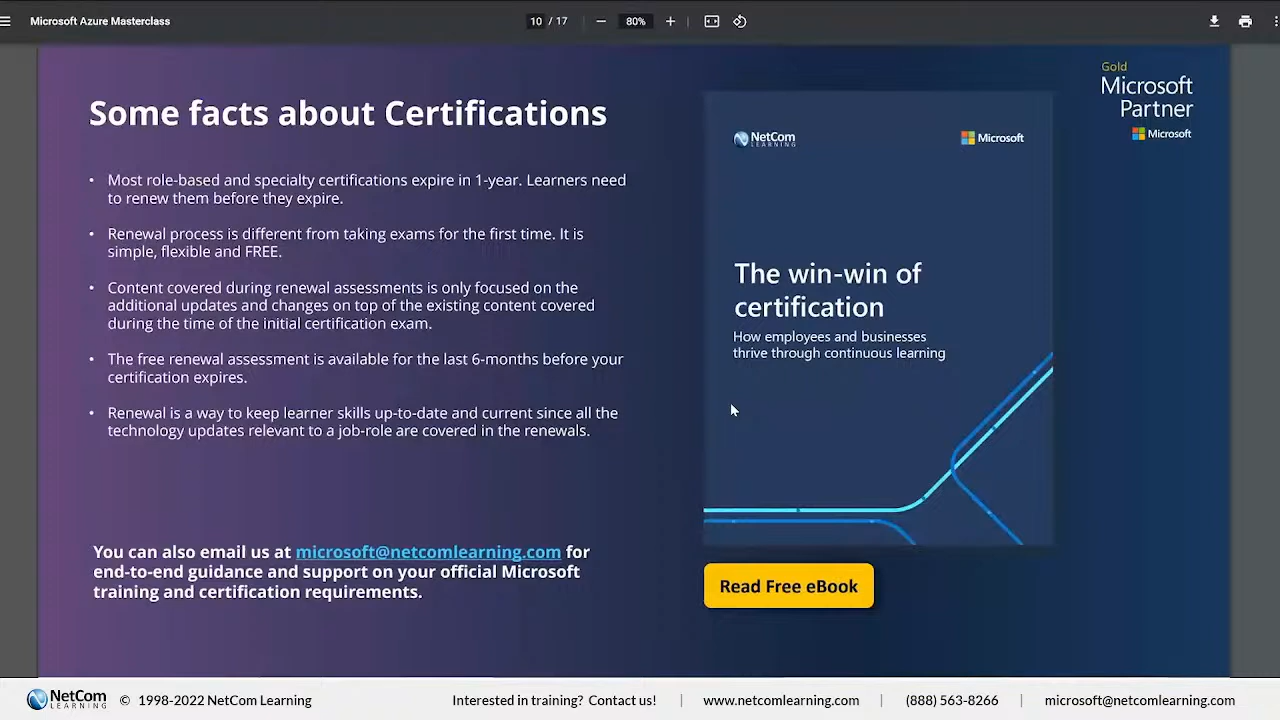 Microsoft Azure Masterclass
10 / 17
80%
Gold
Microsoft
Partner
Microsoft
Some facts about Certifications
• Most role-based and specialty certifications expire in 1-year. Learners need
to renew them before they expire.
• Renewal process is different from taking exams for the first time. It is
simple, flexible and FREE.
• Content covered during renewal assessments is only focused on the
additional updates and changes on top of the existing content covered
during the time of the initial certification exam.
• The free renewal assessment is available for the last 6-months before your
certification expires.
• Renewal is a way to keep learner skills up-to-date and current since all the
technology updates relevant to a job-role are covered in the renewals.
You can also email us at microsoft@netcomlearning.com for
end-to-end guidance and support on your official Microsoft
training and certification requirements.
NetCom
LEARNING
Microsoft
The win-win of
certification
How employees and businesses
thrive through continuous learning
Read Free eBook
NetCom
LEARNING
© 1998-2022 NetCom Learning
Interested in training? Contact us! | www.netcomlearning.com | (888) 563-8266 | microsoft@netcomlearning.com